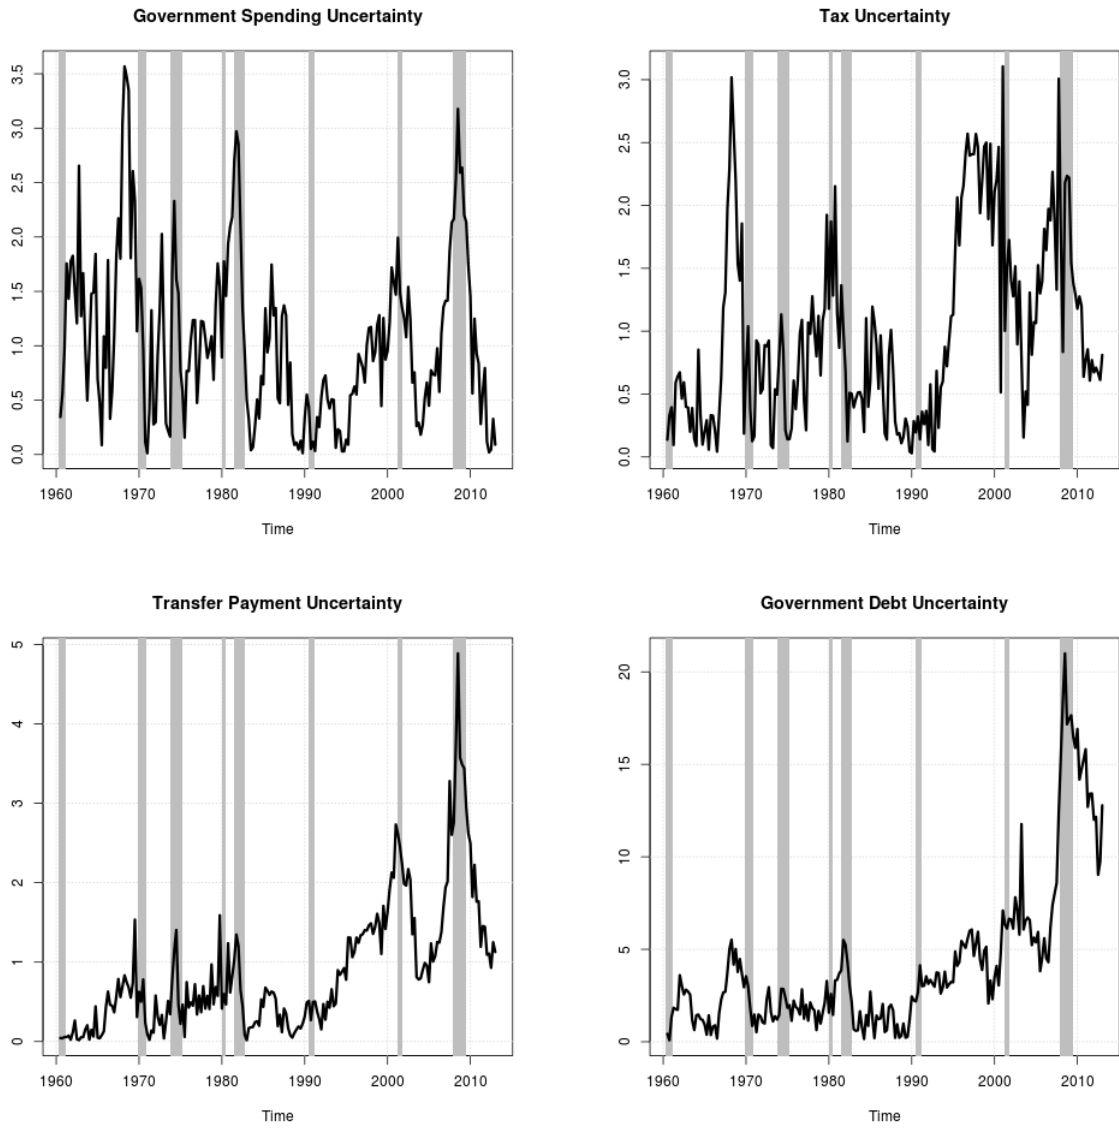 Government Spending Uncertainty
3.5
3.0
2.5
2.0
1.5
1.0
0.5
0.0
1960 1970 1980 1990 2000 2010
Time
Tax Uncertainty
3.0
2.5
2.0
1.5
1.0
0.5
0.0
1960 1970 1980 1990 2000 2010
Time
Transfer Payment Uncertainty
5
4
3
2
1
0
1960 1970 1980 1990 2000 2010
Time
Government Debt Uncertainty
20
15
10
5
0
1960 1970 1980 1990 2000 2010
Time